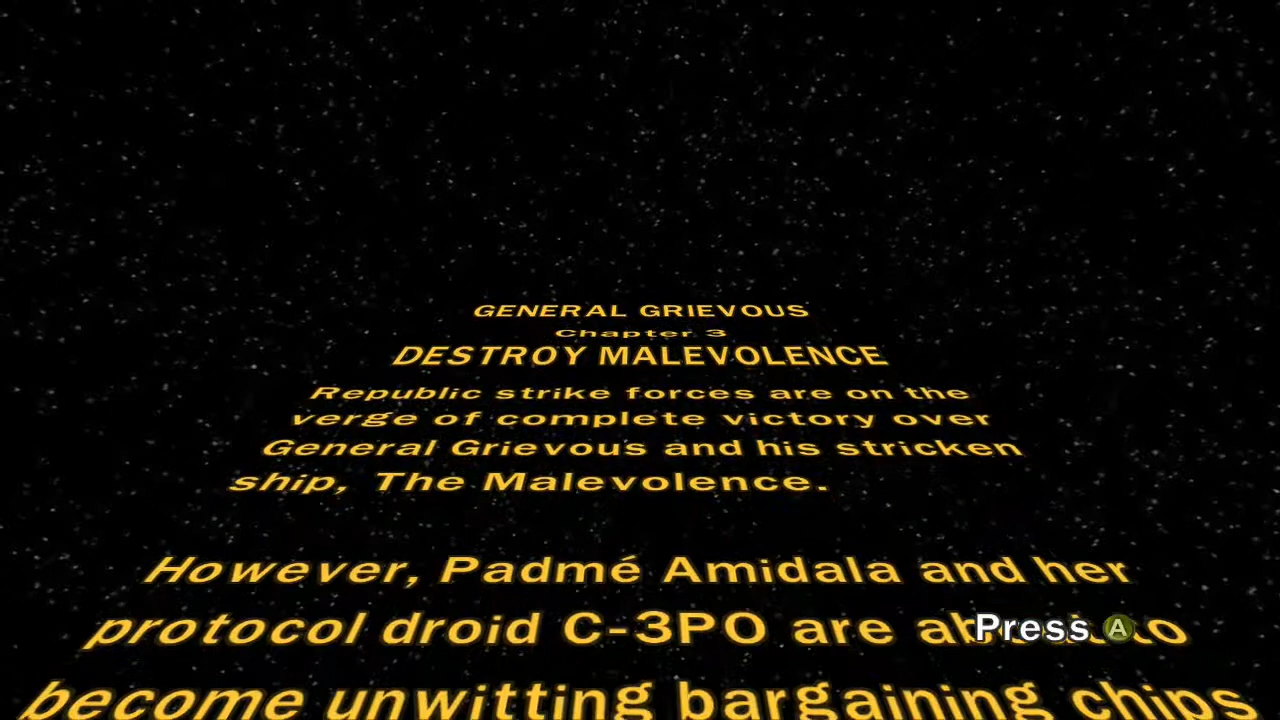 GENERAL GRIEVOUS
Chapter 3
DESTROY MALEVOLENCE
Republic strike forces are on the
verge of complete victory over
General Grievous and his stricken
ship, The Malevolence.
However, Padmé Amidala and her
protocol droid C-3PO are about to
Press A
become unwitting bargaining chips